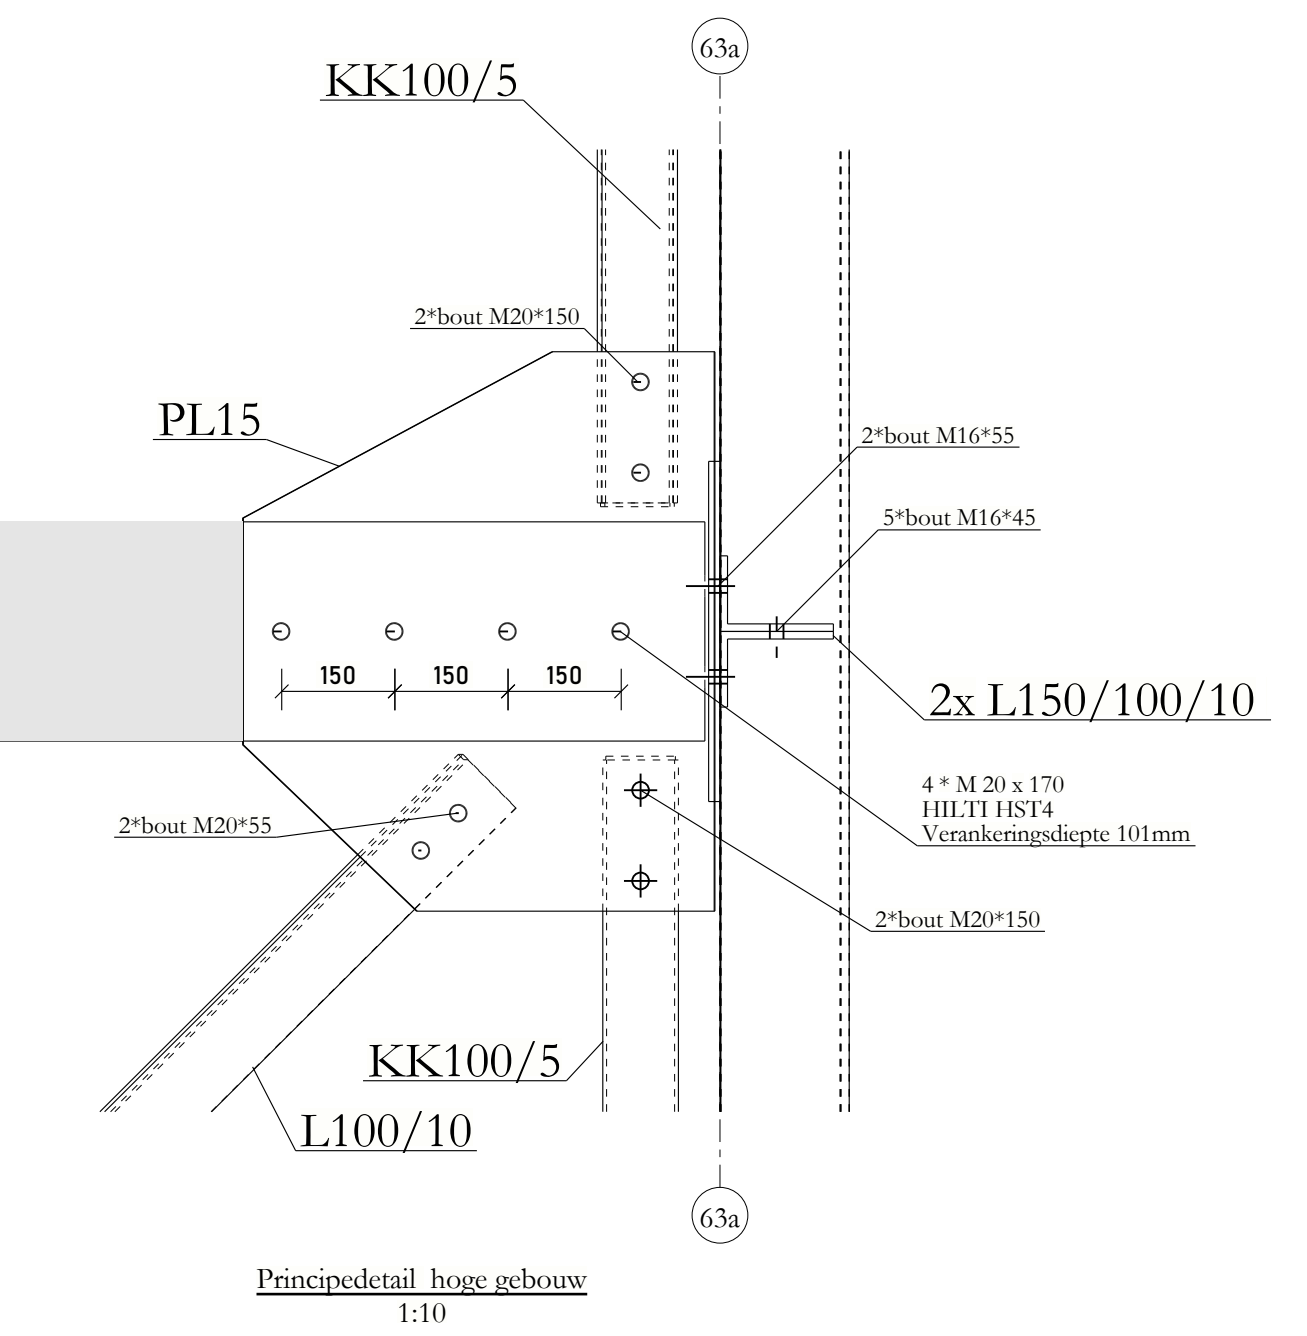 63a
KK100/5
2*bout M20*150
PL15
2*bout M16*55
5*bout M16*45
150 150 150
2x L150/100/10
4 * M 20 x 170
HILTI HST4
Verankeringsdiepte 101mm
2*bout M20*55
2*bout M20*150
KK100/5
L100/10
63a
Principedetail hoge gebouw
1:10